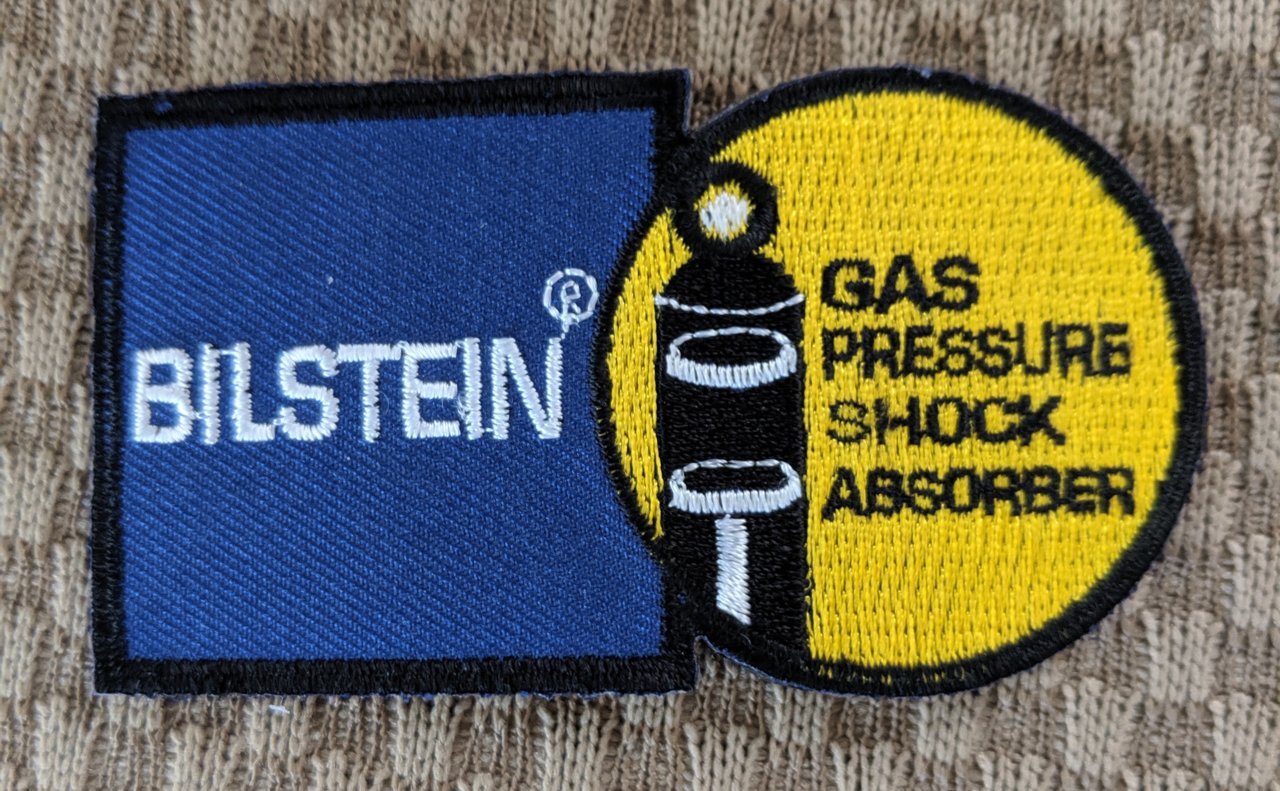 BILSTEIN®
GAS
PRESSURE
SHOCK
ABSORBER